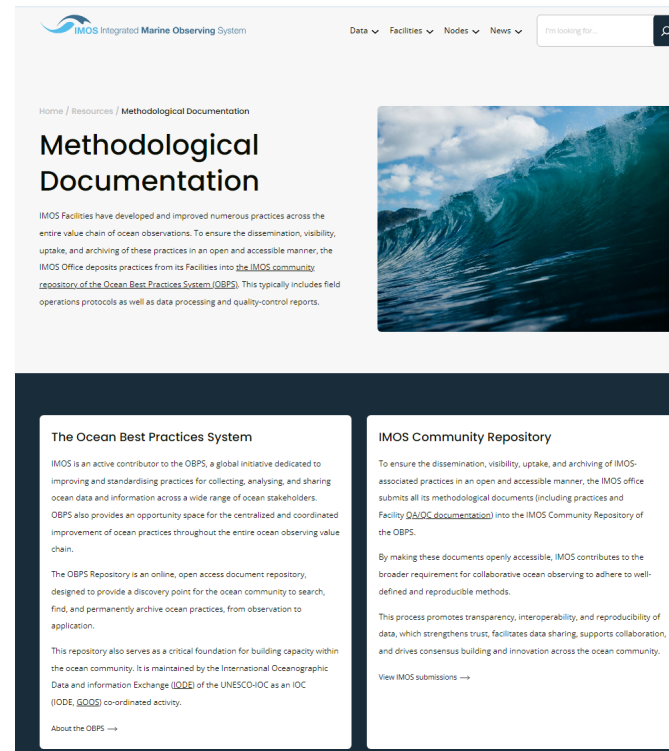 IMOS Integrated Marine Observing System
Data Facilities Nodes News I'm looking for...
Home / Resources / Methodological Documentation
Methodological
Documentation
IMOS Facilities have developed and improved numerous practices across the
entire value chain of ocean observations. To ensure the dissemination, visibility,
uptake, and archiving of these practices in an open and accessible manner, the
IMOS Office deposits practices from its Facilities into the IMOS community
repository of the Ocean Best Practices System (OBPS). This typically includes field
operations protocols as well as data processing and quality-control reports.
The Ocean Best Practices System
IMOS is an active contributor to the OBPS, a global initiative dedicated to
improving and standardising practices for collecting, analysing, and sharing
ocean data and information across a wide range of ocean stakeholders.
OBPS also provides an opportunity space for the centralized and coordinated
improvement of ocean practices throughout the entire ocean observing value
chain.
The OBPS Repository is an online, open access document repository,
designed to provide a discovery point for the ocean community to search,
find, and permanently archive ocean practices, from observation to
application.
This repository also serves as a critical foundation for building capacity within
the ocean community. It is maintained by the International Oceanographic
Data and information Exchange (IODE) of the UNESCO-IOC as an IOC
(IODE, GOOS) co-ordinated activity.
About the OBPS →
IMOS Community Repository
To ensure the dissemination, visibility, uptake, and archiving of IMOS-
associated practices in an open and accessible manner, the IMOS office
submits all its methodological documents (including practices and
Facility QA/QC documentation) into the IMOS Community Repository of
the OBPS.
By making these documents openly accessible, IMOS contributes to the
broader requirement for collaborative ocean observing to adhere to well-
defined and reproducible methods.
This process promotes transparency, interoperability, and reproducibility of
data, which strengthens trust, facilitates data sharing, supports collaboration,
and drives consensus building and innovation across the ocean community.
View IMOS submissions →